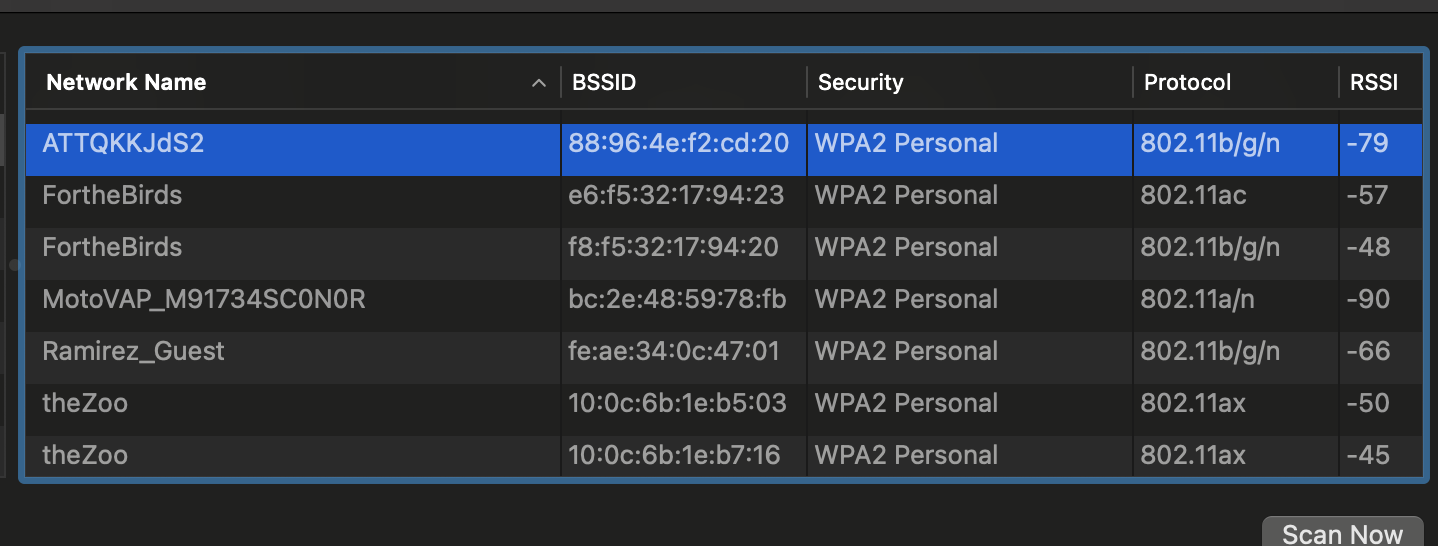 Network Name BSSID Security Protocol RSSI
ATTQKKJdS2 88:96:4e:f2:cd:20 WPA2 Personal 802.11b/g/n -79
FortheBirds e6:f5:32:17:94:23 WPA2 Personal 802.11ac -57
FortheBirds f8:f5:32:17:94:20 WPA2 Personal 802.11b/g/n -48
MotoVAP_M91734SC0N0R bc:2e:48:59:78:fb WPA2 Personal 802.11a/n -90
Ramirez_Guest fe:ae:34:0c:47:01 WPA2 Personal 802.11b/g/n -66
theZoo 10:0c:6b:1e:b5:03 WPA2 Personal 802.11ax -50
theZoo 10:0c:6b:1e:b7:16 WPA2 Personal 802.11ax -45
Scan Now